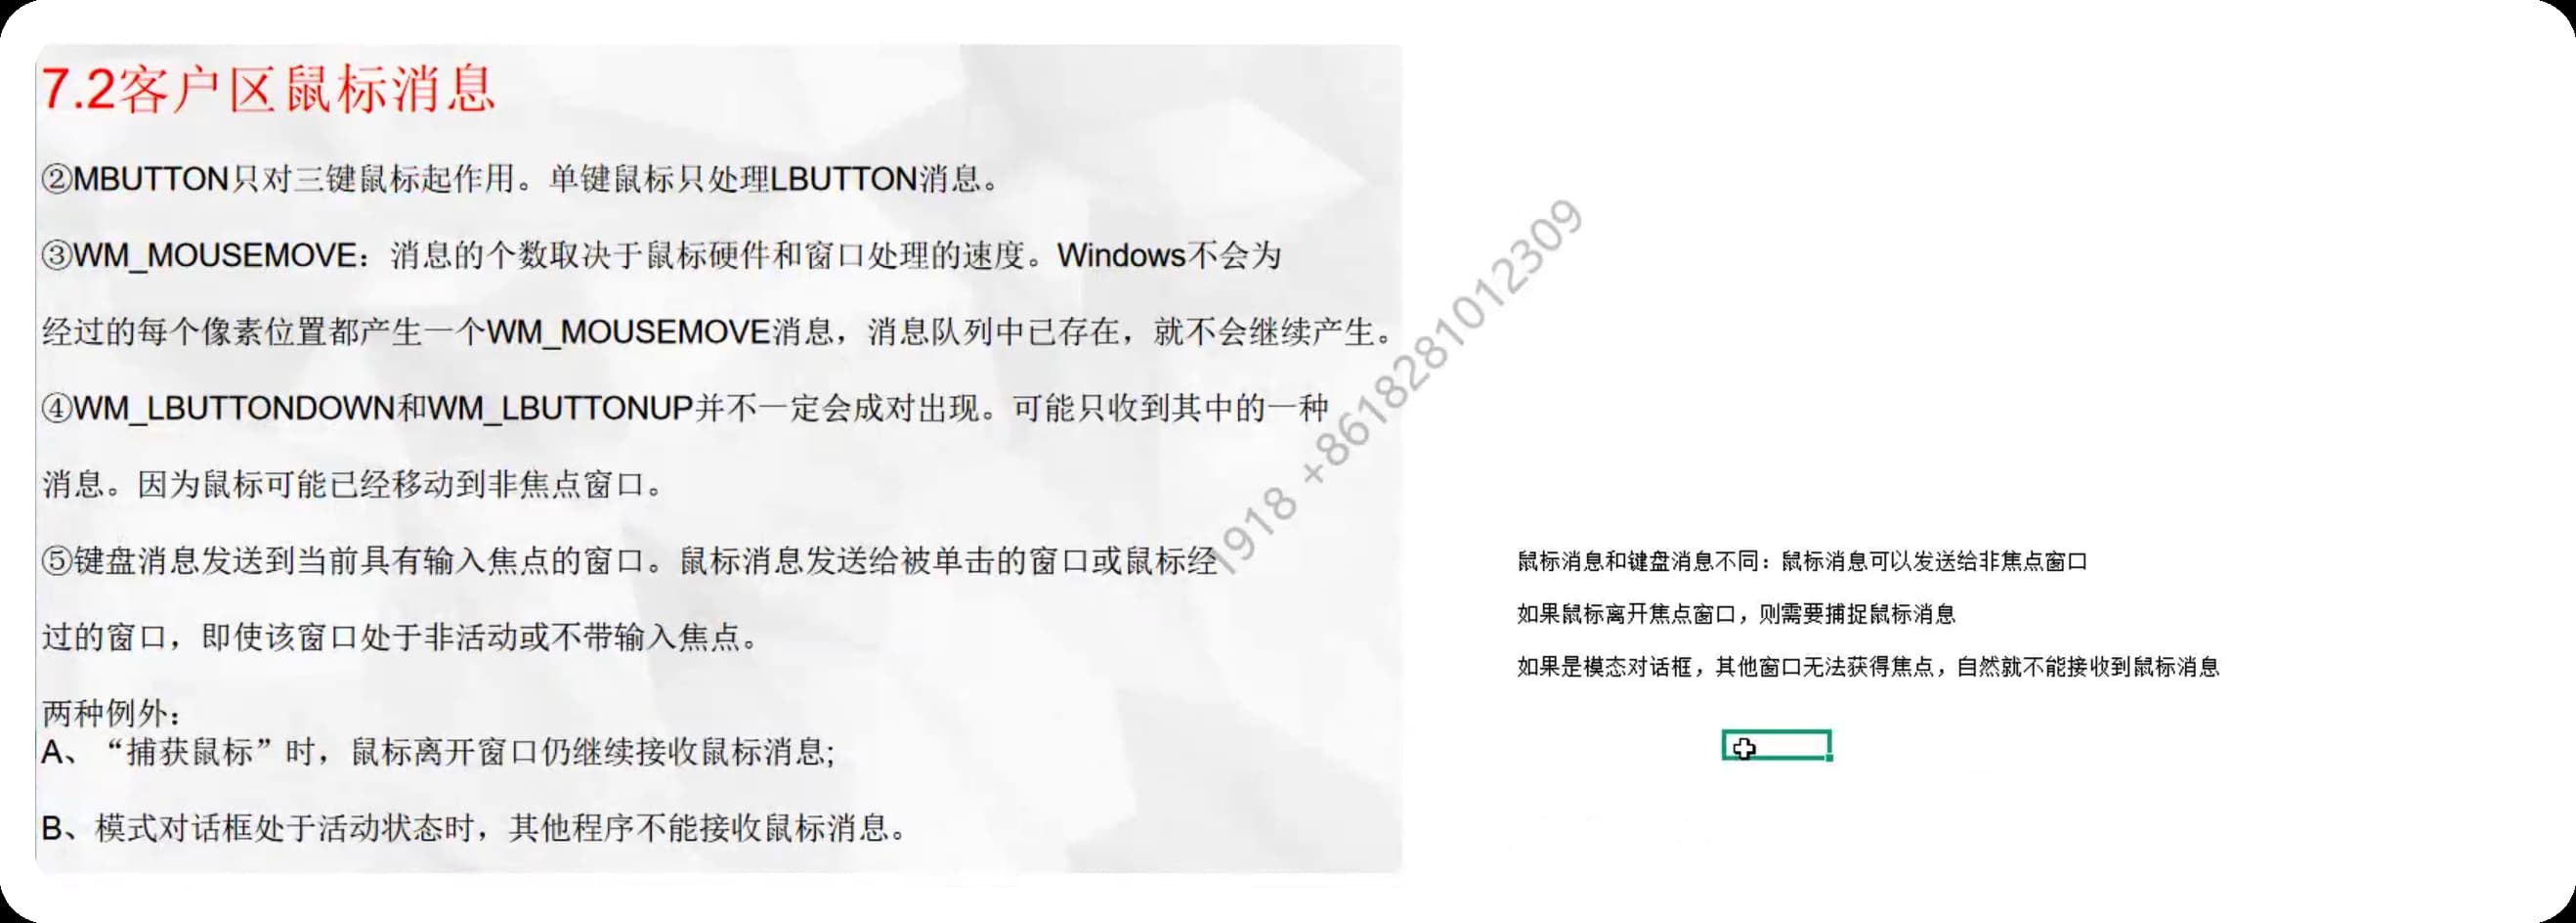 7.2客户区鼠标消息
②MBUTTON只对三键鼠标起作用。单键鼠标只处理LBUTTON消息。
③WM_MOUSEMOVE：消息的个数取决于鼠标硬件和窗口处理的速度。Windows不会为
经过的每个像素位置都产生一个WM_MOUSEMOVE消息，消息队列中已存在，就不会继续产生。
④WM_LBUTTONDOWN和WM_LBUTTONUP并不一定会成对出现。可能只收到其中的一种
消息。因为鼠标可能已经移动到非焦点窗口。
⑤键盘消息发送到当前具有输入焦点的窗口。鼠标消息发送给被单击的窗口或鼠标经
过的窗口，即使该窗口处于非活动或不带输入焦点。
两种例外：
A、“捕获鼠标”时，鼠标离开窗口仍继续接收鼠标消息;
B、模式对话框处于活动状态时，其他程序不能接收鼠标消息。
1918 +8618281012309
鼠标消息和键盘消息不同：鼠标消息可以发送给非焦点窗口
如果鼠标离开焦点窗口，则需要捕捉鼠标消息
如果是模态对话框，其他窗口无法获得焦点，自然就不能接收到鼠标消息